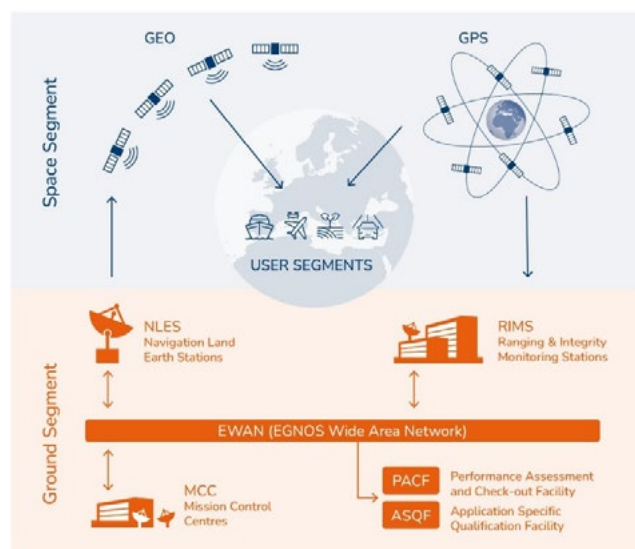 Space Segment
GEO
GPS
USER SEGMENTS
Ground Segment
NLES
Navigation Land
Earth Stations
RIMS
Ranging & Integrity
Monitoring Stations
EWAN (EGNOS Wide Area Network)
MCC
Mission Control
Centres
PACF
Performance Assessment
and Check-out Facility
ASQF
Application Specific
Qualification Facility